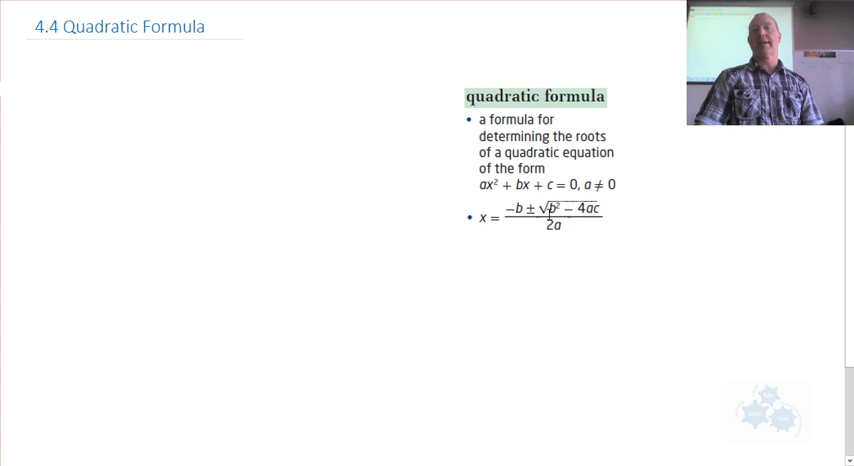 4.4 Quadratic Formula
quadratic formula
• a formula for
determining the roots
of a quadratic equation
of the form
ax² + bx + c = 0, a ≠ 0
• x = −b ± √b² − 4ac
2a